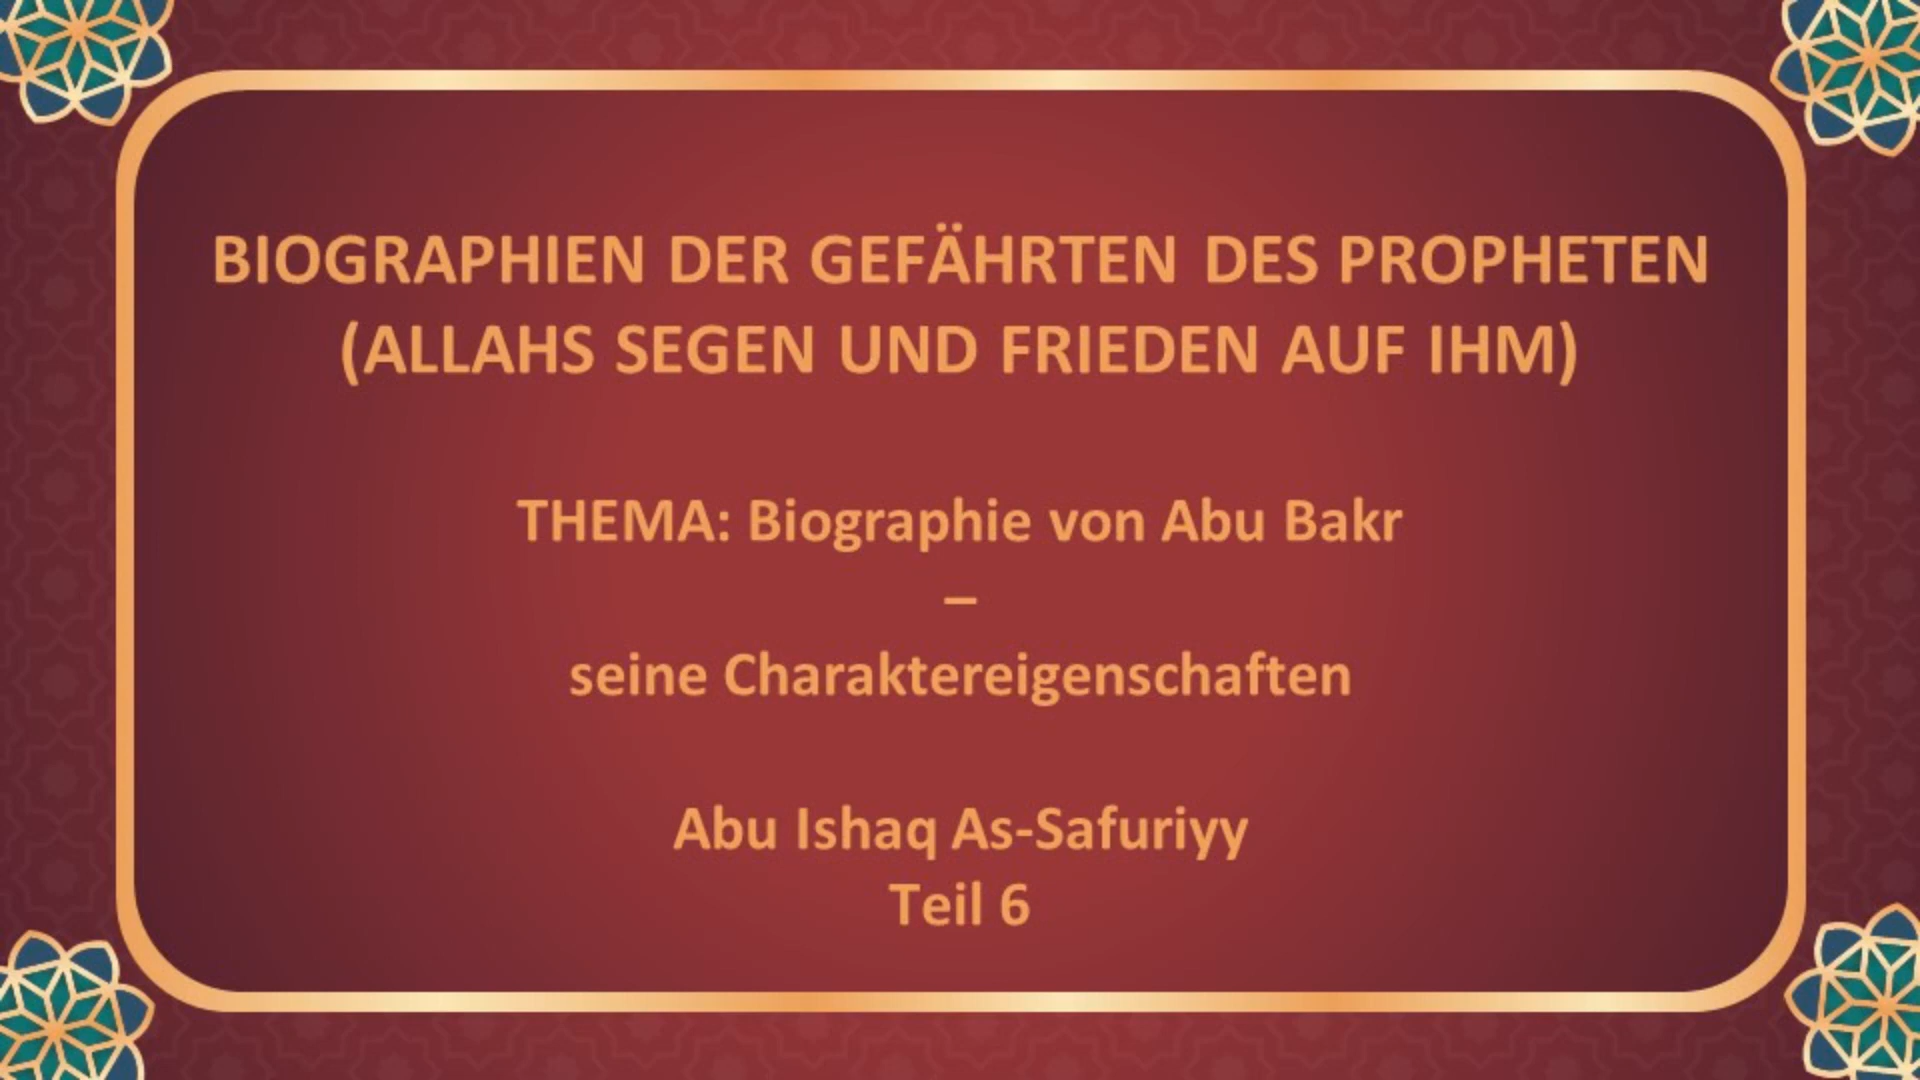 BIOGRAPHIEN DER GEFÄHRTEN DES PROPHETEN
(ALLAHS SEGEN UND FRIEDEN AUF IHM)
THEMA: Biographie von Abu Bakr
–
seine Charaktereigenschaften
Abu Ishaq As-Safuriyy
Teil 6